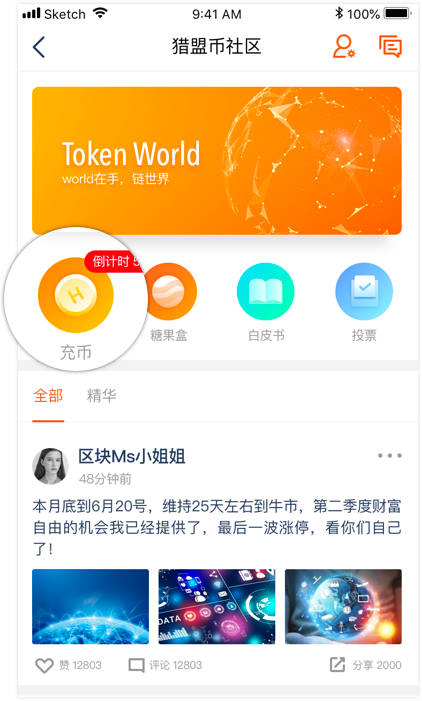 Sketch
9:41 AM
100%
猎盟币社区
Token World
world在手，链世界
倒计时 5
充币
糖果盒
白皮书
投票
全部
精华
区块Ms小姐姐
48分钟前
本月底到6月20号，维持25天左右到牛市，第二季度财富
自由的机会我已经提供了，最后一波涨停，看你们自己
了！
DATA
赞 12803
评论 12803
分享 2000